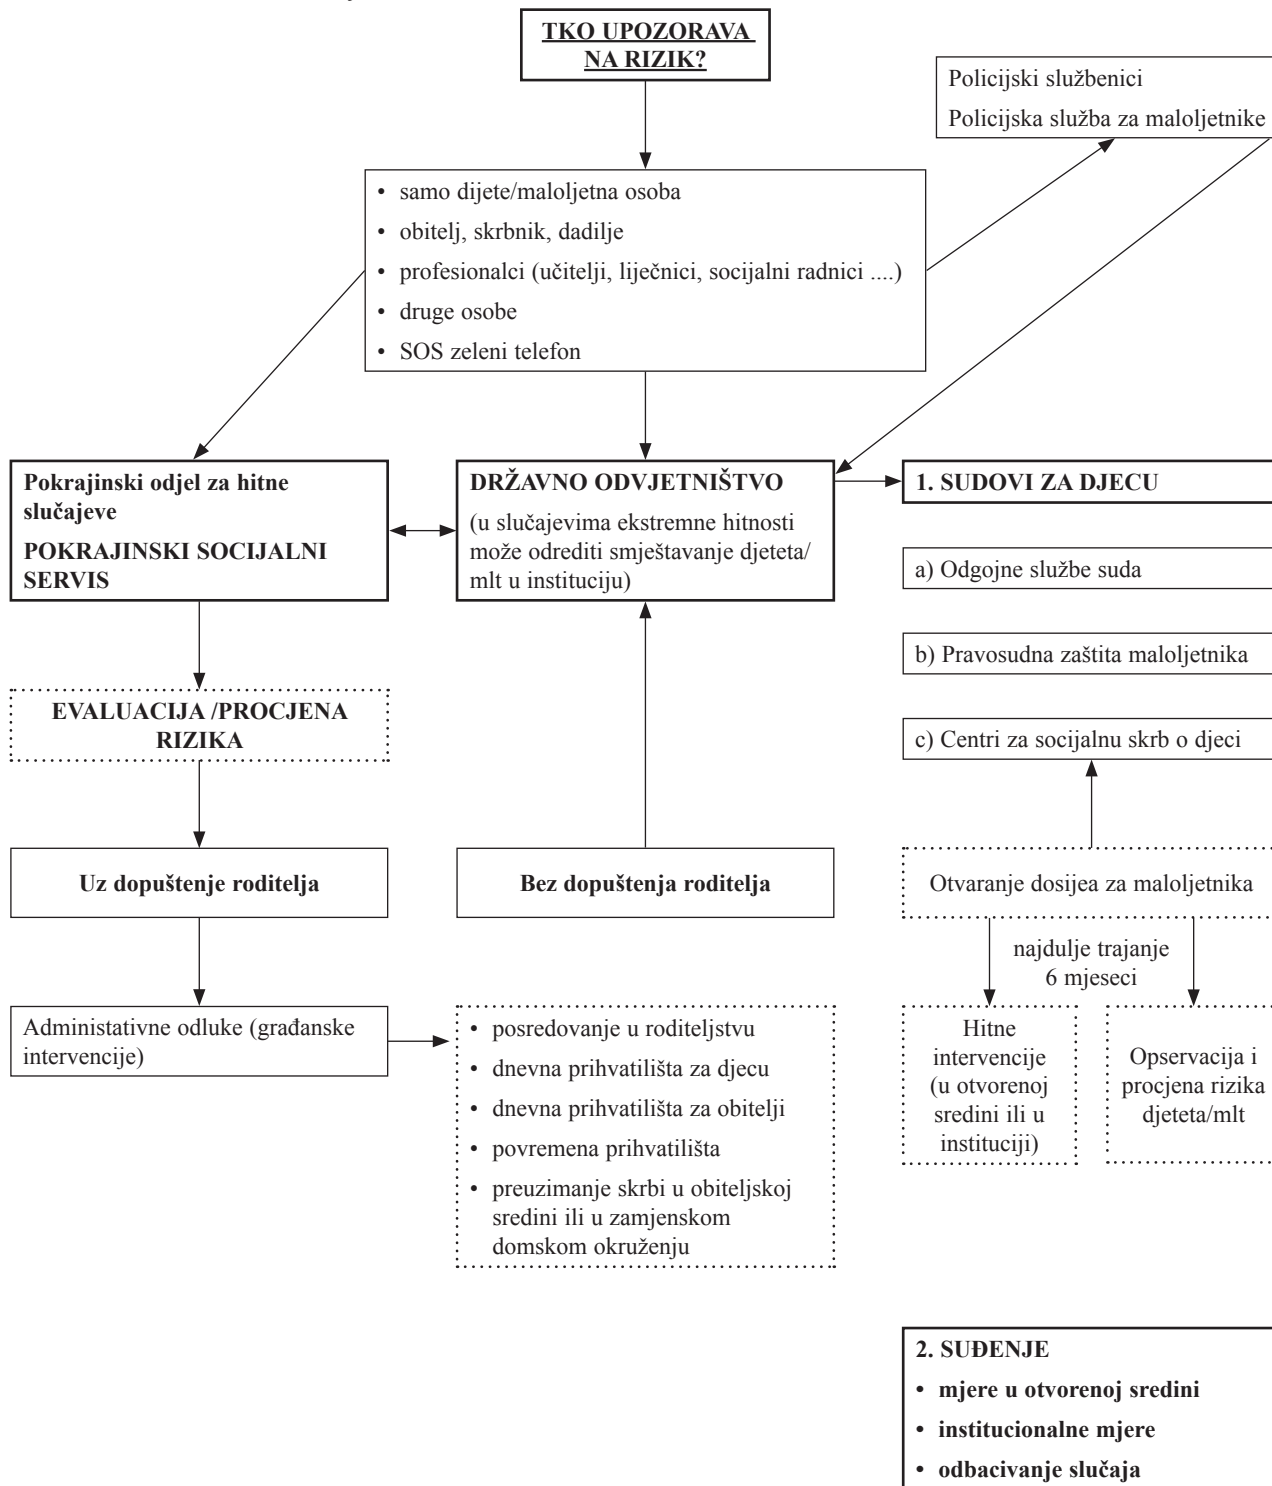 TKO UPOZORAVA
NA RIZIK?
Policijski službenici
Policijska služba za maloljetnike
• samo dijete/maloljetna osoba
• obitelj, skrbnik, dadilje
• profesionalci (učitelji, liječnici, socijalni radnici ....)
• druge osobe
• SOS zeleni telefon
Pokrajinski odjel za hitne
slučajeve
POKRAJINSKI SOCIJALNI
SERVIS
DRŽAVNO ODVJETNIŠTVO
(u slučajevima ekstremne hitnosti
može odrediti smještavanje djeteta/
mlt u instituciju)
1. SUDOVI ZA DJECU
a) Odgojne službe suda
b) Pravosudna zaštita maloljetnika
c) Centri za socijalnu skrb o djeci
EVALUACIJA /PROCJENA
RIZIKA
Uz dopuštenje roditelja
Bez dopuštenja roditelja
Otvaranje dosijea za maloljetnika
najdulje trajanje
6 mjeseci
Administativne odluke (građanske
intervencije)
• posredovanje u roditeljstvu
• dnevna prihvatilišta za djecu
• dnevna prihvatilišta za obitelji
• povremena prihvatilišta
• preuzimanje skrbi u obiteljskoj
sredini ili u zamjenskom
domskom okruženju
Hitne
intervencije
(u otvorenoj
sredini ili u
instituciji)
Opservacija i
procjena rizika
djeteta/mlt
2. SUĐENJE
• mjere u otvorenoj sredini
• institucionalne mjere
• odbacivanje slučaja